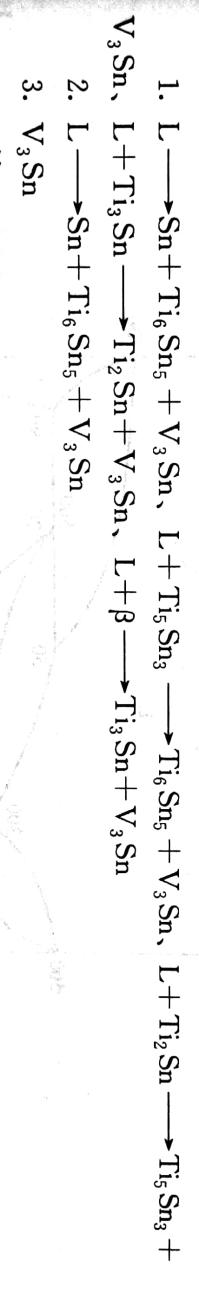 1. L⟶Sn+Ti₆Sn₅+V₃Sn、L+Ti₅Sn₃⟶Ti₆Sn₅+V₃Sn、L+Ti₂Sn⟶Ti₅Sn₃+
V₃Sn、L+Ti₃Sn⟶Ti₂Sn+V₃Sn、L+β⟶Ti₃Sn+V₃Sn
2. L⟶Sn+Ti₆Sn₅+V₃Sn
3. V₃Sn